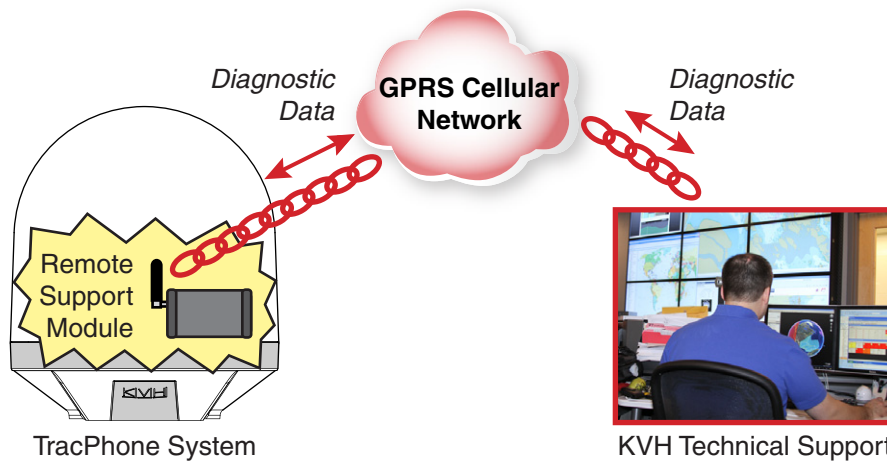 Diagnostic
Data
GPRS Cellular
Network
Diagnostic
Data
Remote
Support
Module
KVH
TracPhone System
KVH Technical Support